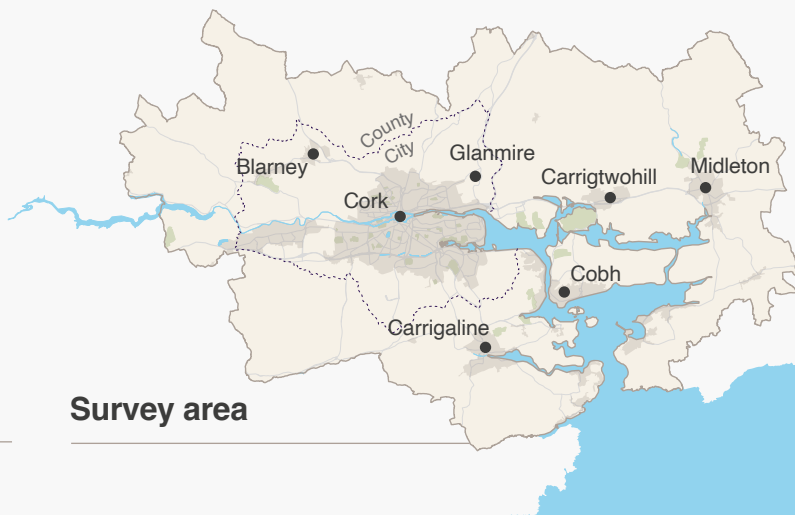 County
City
Glanmire
Blarney
Midleton
Carrigtwohill
Cork
Cobh
Carrigaline
Survey area